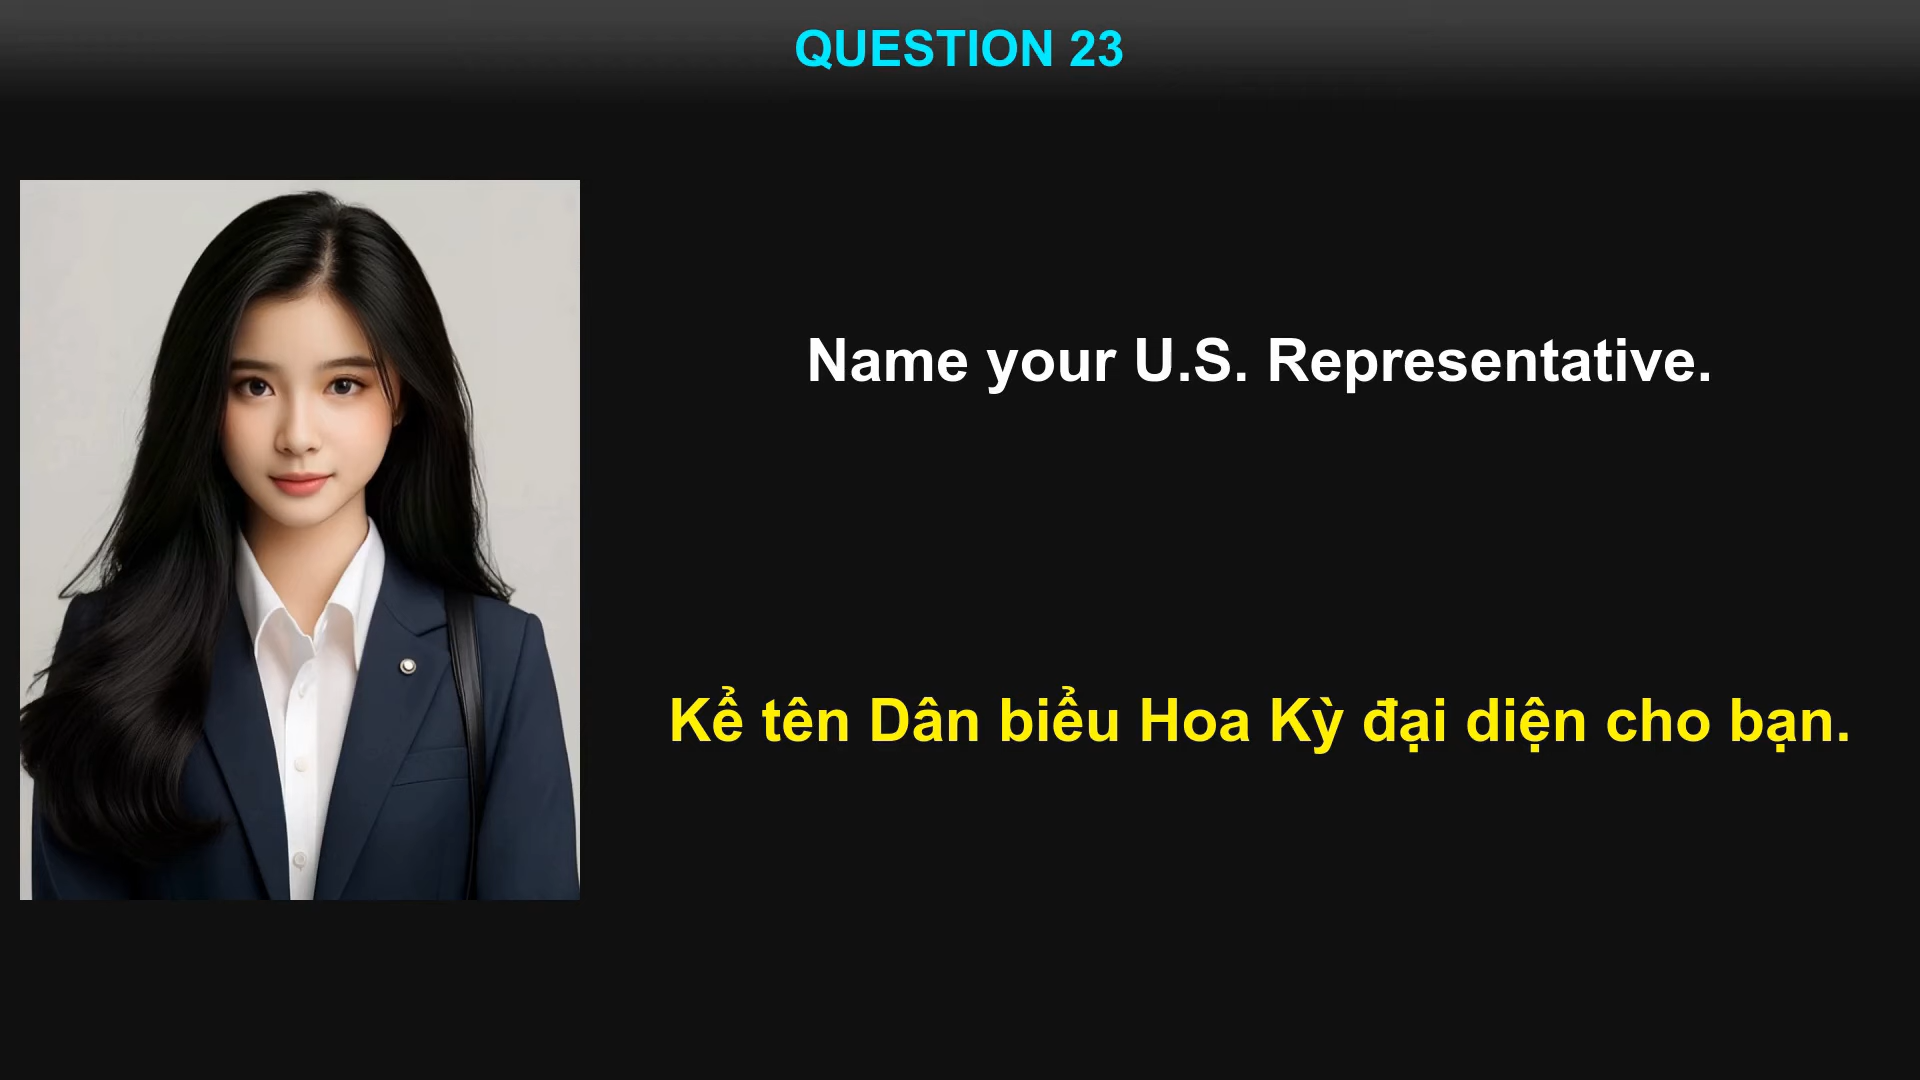 QUESTION 23
Name your U.S. Representative.
Kể tên Dân biểu Hoa Kỳ đại diện cho bạn.